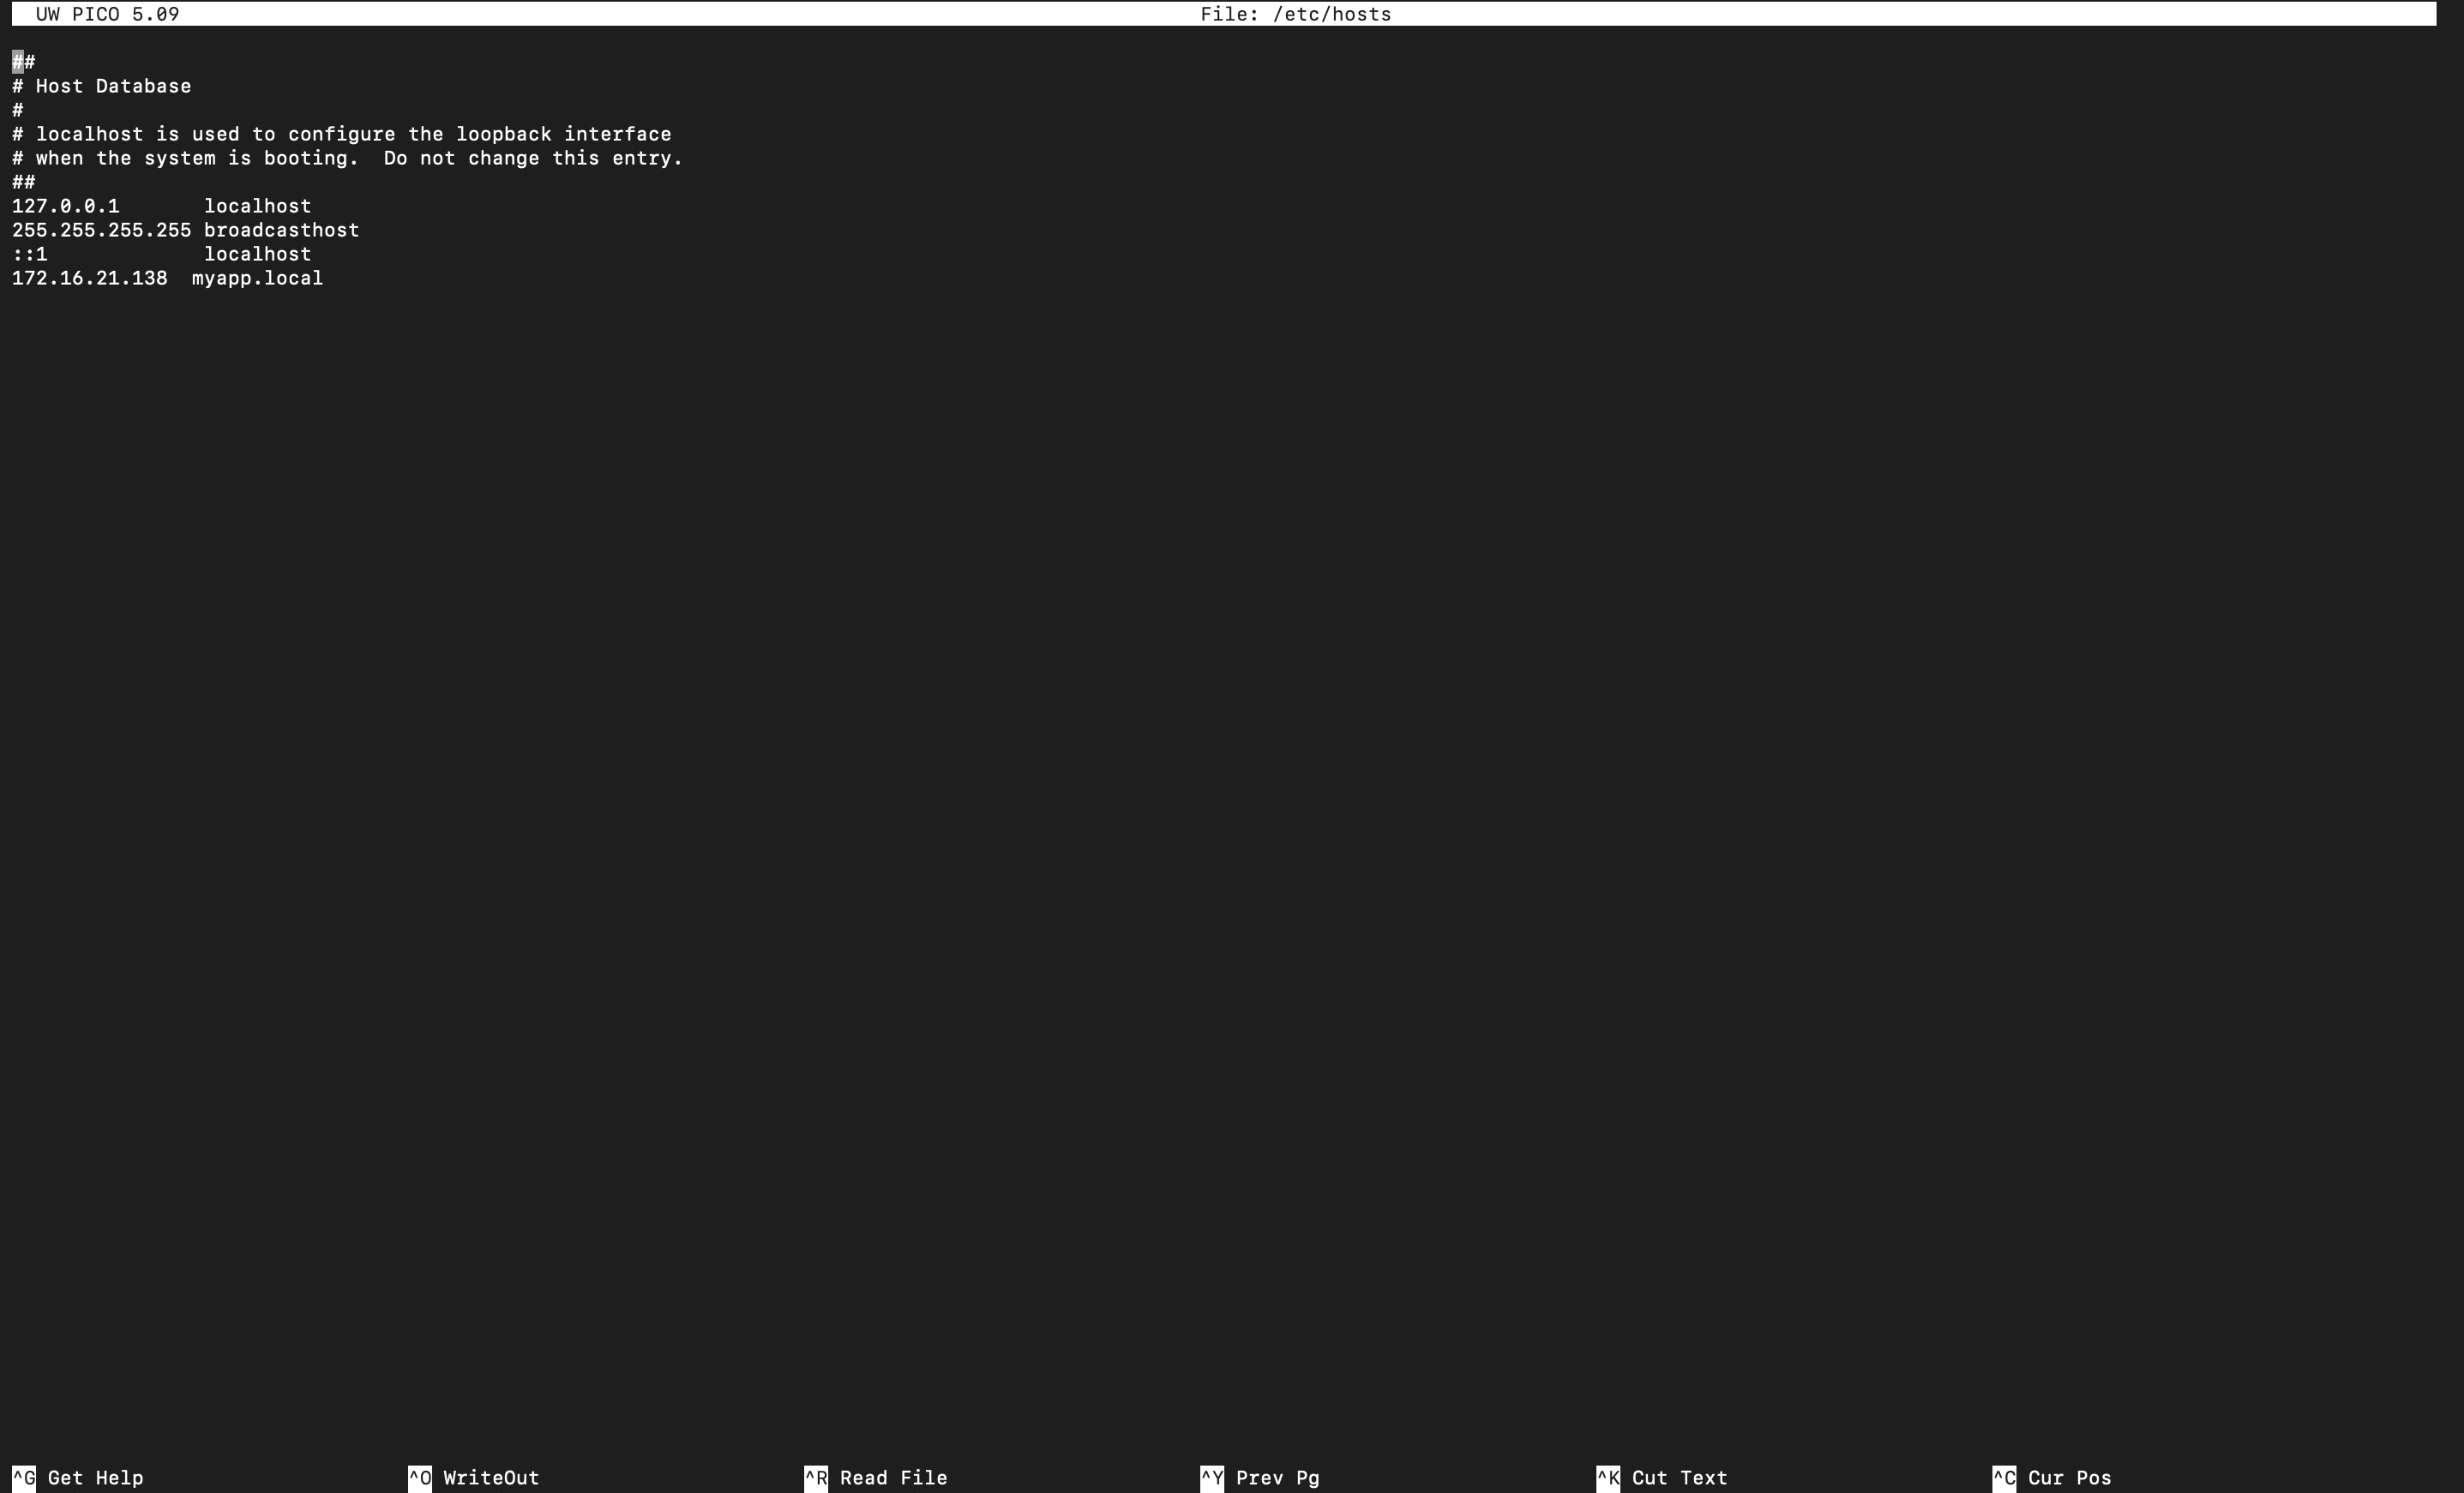 UW PICO 5.09 File: /etc/hosts
##
# Host Database
#
# localhost is used to configure the loopback interface
# when the system is booting.  Do not change this entry.
##
127.0.0.1       localhost
255.255.255.255 broadcasthost
::1             localhost
172.16.21.138  myapp.local
^G Get Help ^O WriteOut ^R Read File ^Y Prev Pg ^K Cut Text ^C Cur Pos